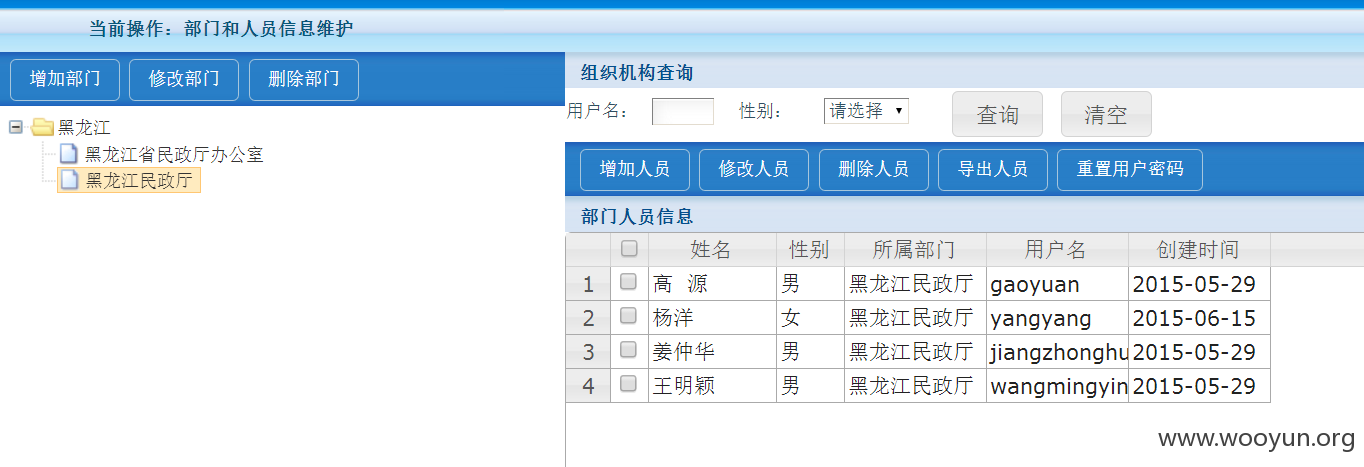 当前操作：部门和人员信息维护
增加部门 修改部门 删除部门
黑龙江
黑龙江省民政厅办公室
黑龙江民政厅
组织机构查询
用户名： 性别： 请选择 查询 清空
增加人员 修改人员 删除人员 导出人员 重置用户密码
部门人员信息
姓名 性别 所属部门 用户名 创建时间
1 高 源 男 黑龙江民政厅 gaoyuan 2015-05-29
2 杨洋 女 黑龙江民政厅 yangyang 2015-06-15
3 姜仲华 男 黑龙江民政厅 jiangzhonghu 2015-05-29
4 王明颖 男 黑龙江民政厅 wangmingyin 2015-05-29
www.wooyun.org